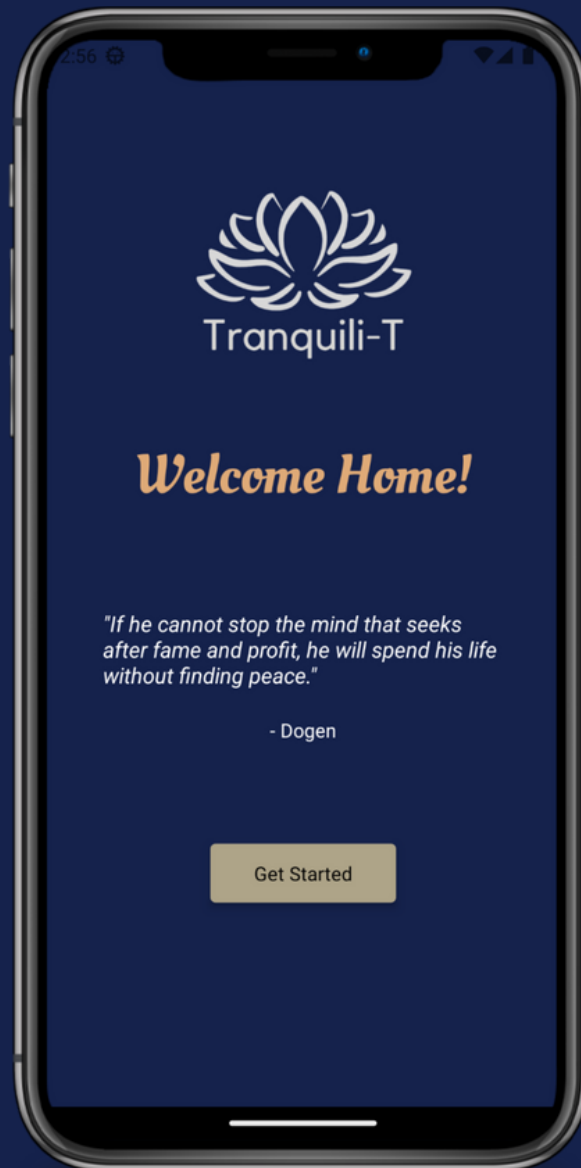 2:56
Tranquili-T
Welcome Home!
"If he cannot stop the mind that seeks
after fame and profit, he will spend his life
without finding peace."
- Dogen
Get Started